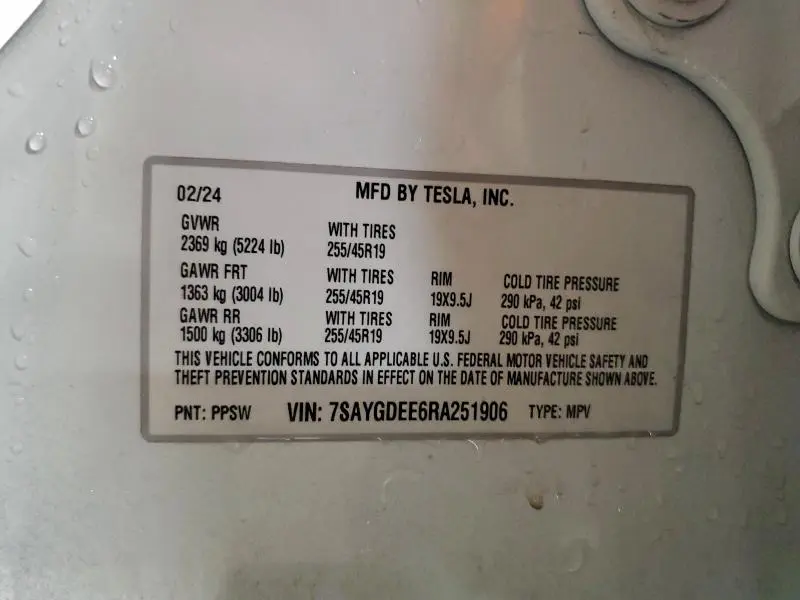 02/24 MFD BY TESLA, INC.
GVWR WITH TIRES
2369 kg (5224 lb) 255/45R19
GAWR FRT WITH TIRES RIM COLD TIRE PRESSURE
1363 kg (3004 lb) 255/45R19 19X9.5J 290 kPa, 42 psi
GAWR RR WITH TIRES RIM COLD TIRE PRESSURE
1500 kg (3306 lb) 255/45R19 19X9.5J 290 kPa, 42 psi
THIS VEHICLE CONFORMS TO ALL APPLICABLE U.S. FEDERAL MOTOR VEHICLE SAFETY AND
THEFT PREVENTION STANDARDS IN EFFECT ON THE DATE OF MANUFACTURE SHOWN ABOVE.
PNT: PPSW VIN: 7SAYGDEE6RA251906 TYPE: MPV